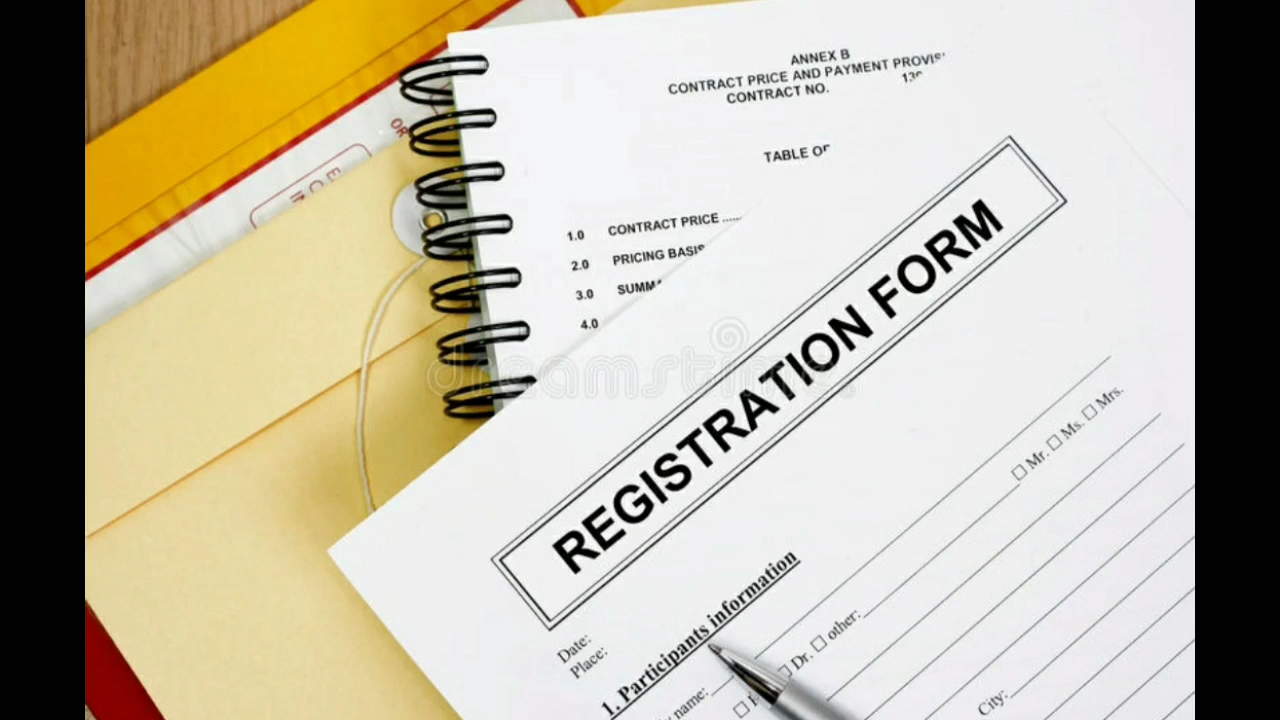 ANNEX B
CONTRACT PRICE AND PAYMENT
CONTRACT NO.
TABLE OF
1.0 CONTRACT PRICE ......
2.0 PRICING BASIS
3.0
4.0
dreamstime
REGISTRATION FORM
Date:
Place:
1. Participants information
name:
□ Dr. □ other:
□ Mr. □ Ms. □ Mrs.
City: